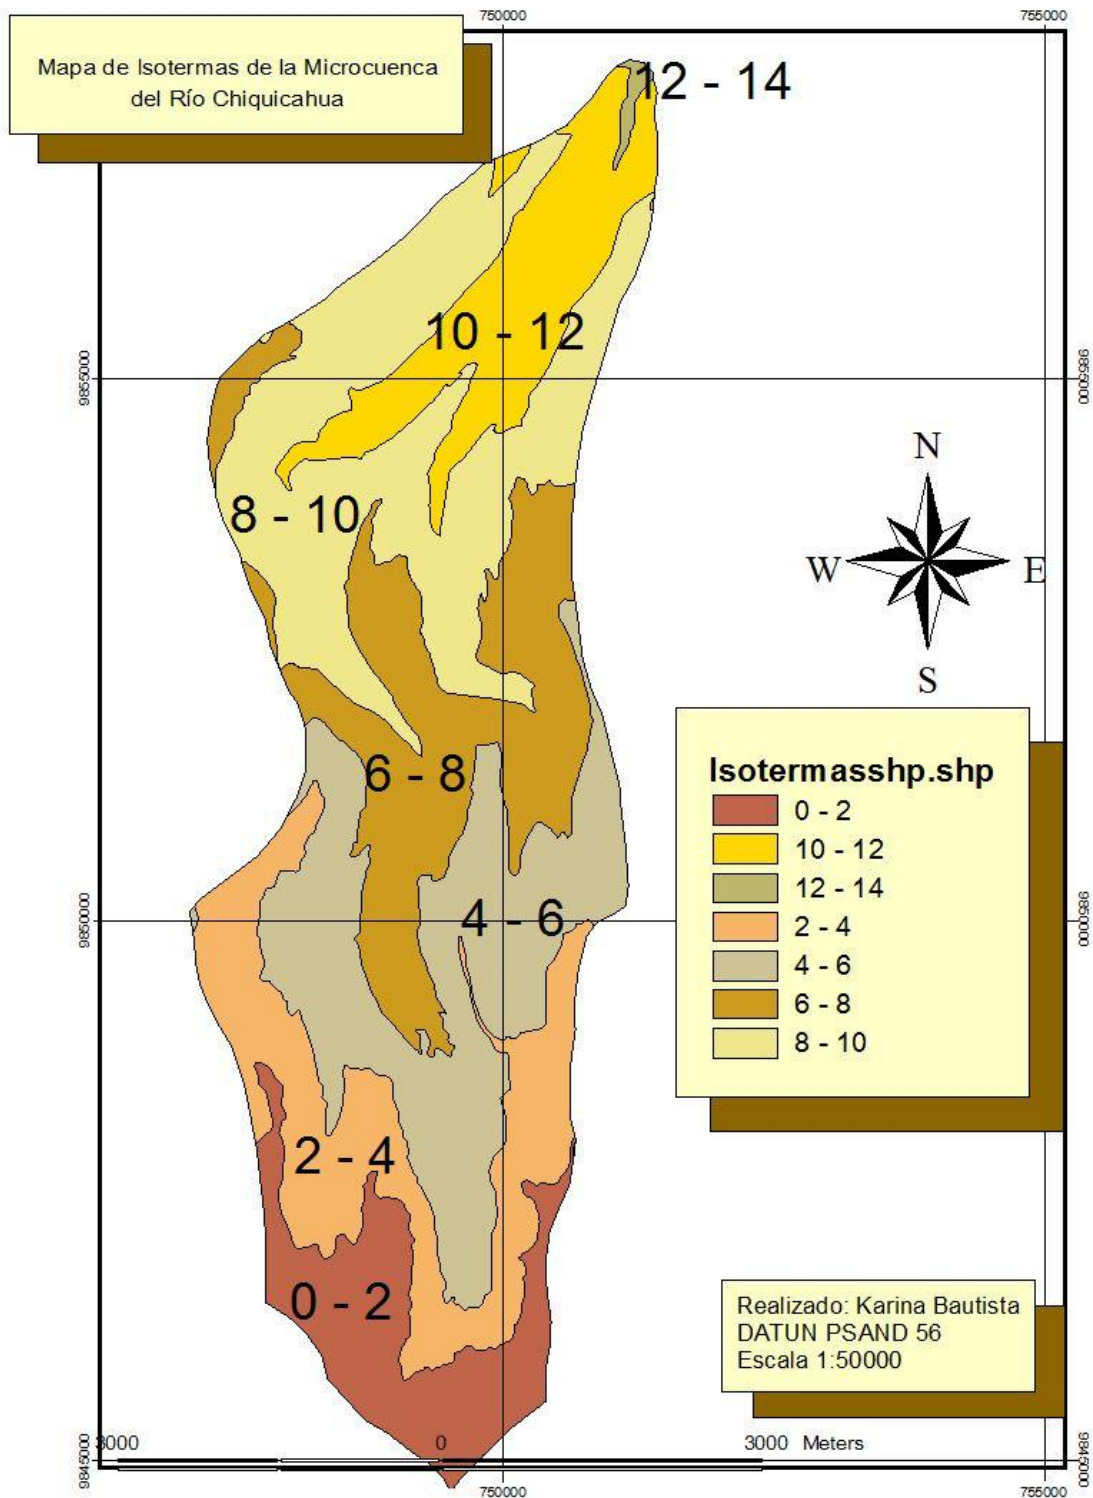 750000
755000
Mapa de Isotermas de la Microcuenca
del Río Chiquicahua
12 - 14
10 - 12
9855000
9855000
N
8 - 10
W
E
S
6 - 8
Isotermasshp.shp
0 - 2
10 - 12
12 - 14
2 - 4
4 - 6
6 - 8
8 - 10
4 - 6
9850000
9850000
2 - 4
0 - 2
Realizado: Karina Bautista
DATUN PSAND 56
Escala 1:50000
3000
0
3000 Meters
9845000
9845000
750000
755000